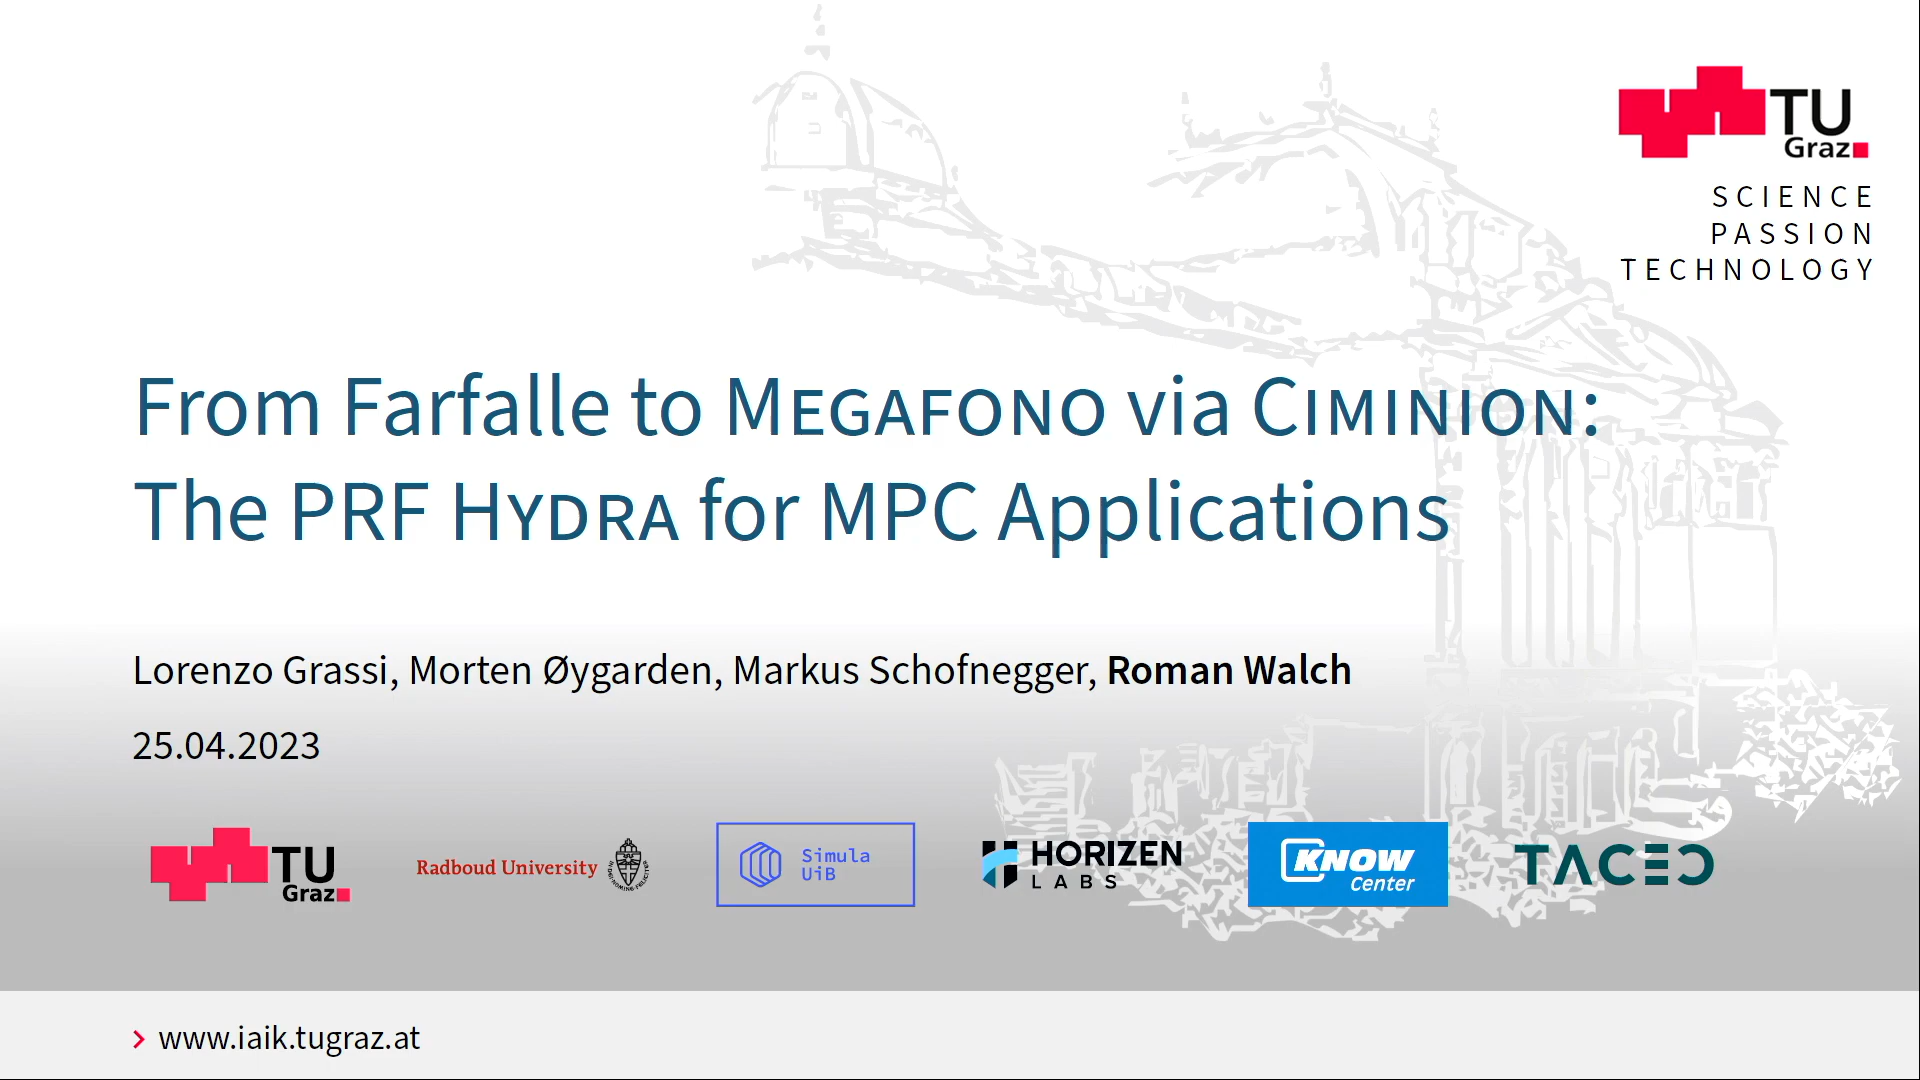 TU
Graz
SCIENCE
PASSION
TECHNOLOGY
From Farfalle to MEGAFONO via CIMINION:
The PRF HYDRA for MPC Applications
Lorenzo Grassi, Morten Øygarden, Markus Schofnegger, Roman Walch
25.04.2023
TU
Graz
Radboud University
Simula
UiB
HORIZEN
LABS
KNOW
Center
TACEO
www.iaik.tugraz.at